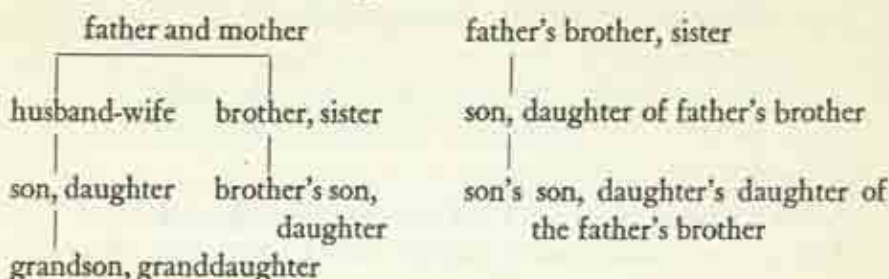 father and mother
father's brother, sister
husband-wife
brother, sister
son, daughter of father's brother
son, daughter
brother's son,
daughter
son's son, daughter's daughter of
the father's brother
grandson, granddaughter